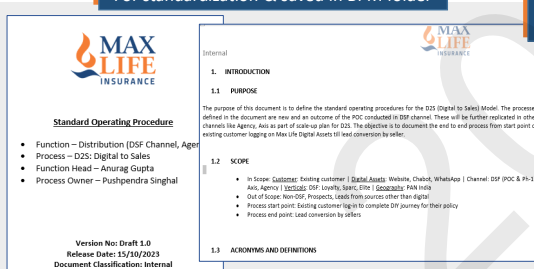 MAX
LIFE
INSURANCE
Standard Operating Procedure
Function – Distribution (DSF Channel, Agen
Process – D2S: Digital to Sales
Function Head – Anurag Gupta
Process Owner – Pushpendra Singhal
Version No: Draft 1.0
Release Date: 15/10/2023
Document Classification: Internal
MAX
LIFE
INSURANCE
Internal
1. INTRODUCTION
1.1 PURPOSE
The purpose of this document is to define the standard operating procedures for the D2S (Digital to Sales) Model. The processe
defined in the document are new and an outcome of the POC conducted in DSF channel. These will be further replicated in othe
channels like Agency, Axis as part of scale-up plan for D2S. The objective is to document the end to end process from start point o
existing customer logging on Max Life Digital Assets till lead conversion by seller.
1.2 SCOPE
In Scope: Customer: Existing customer | Digital Assets: Website, Chatbot, WhatsApp | Channel: DSF (POC & Ph-1
Axis, Agency | Verticals: DSF: Loyalty, Sparc, Elite | Geography: PAN India
Out of Scope: Non-DSF, Prospects, Leads from sources other than digital
Process start point: Existing customer log-in to complete DIY journey for their policy
Process end point: Lead conversion by sellers
1.3 ACRONYMS AND DEFINITIONS